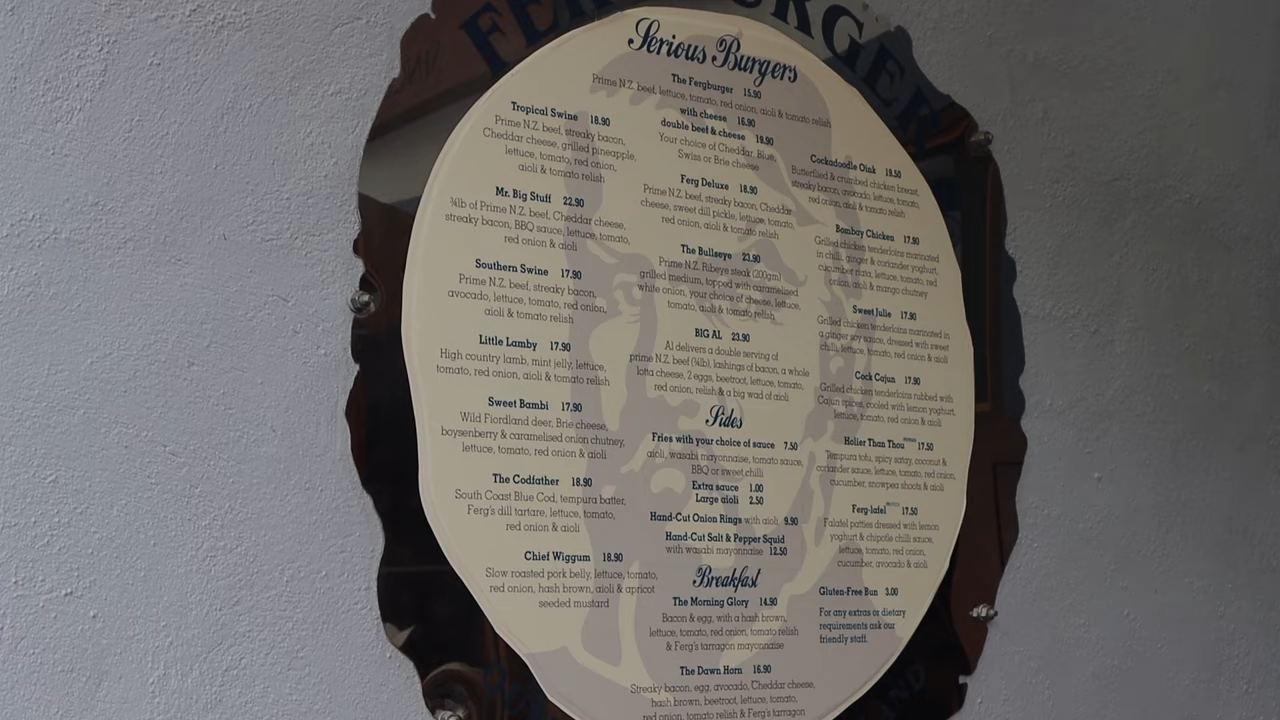 FERGBURGER
Serious Burgers
The Fergburger 15.90
Prime N.Z. beef, lettuce, tomato, red onion, aioli & tomato relish
with cheese 16.90
double beef & cheese 19.90
Your choice of Cheddar, Blue,
Swiss or Brie cheese
Tropical Swine 18.90
Prime N.Z. beef, streaky bacon,
Cheddar cheese, grilled pineapple,
lettuce, tomato, red onion,
aioli & tomato relish
Mr. Big Stuff 22.90
½lb of Prime N.Z. beef, Cheddar cheese,
streaky bacon, BBQ sauce, lettuce, tomato,
red onion & aioli
Southern Swine 17.90
Prime N.Z. beef, streaky bacon,
avocado, lettuce, tomato, red onion,
aioli & tomato relish
Little Lamby 17.90
High country lamb, mint jelly, lettuce,
tomato, red onion, aioli & tomato relish
Sweet Bambi 17.90
Wild Fiordland deer, Brie cheese,
boysenberry & caramelised onion chutney,
lettuce, tomato, red onion & aioli
The Codfather 18.90
South Coast Blue Cod, tempura batter,
Ferg's dill tartare, lettuce, tomato,
red onion & aioli
Chief Wiggum 18.90
Slow roasted pork belly, lettuce, tomato,
red onion, hash brown, aioli & apricot
seeded mustard
Ferg Deluxe 18.90
Prime N.Z. beef, streaky bacon, Cheddar
cheese, sweet dill pickle, lettuce, tomato,
red onion, aioli & tomato relish
The Bullseye 23.90
Prime N.Z. Ribeye steak (200gm)
grilled medium, topped with caramelised
white onion, your choice of cheese, lettuce,
tomato, aioli & tomato relish
BIG AL 23.90
Al delivers a double serving of
prime N.Z. beef (½lb), lashings of bacon, a whole
lotta cheese, 2 eggs, beetroot, lettuce, tomato,
red onion, relish & a big wad of aioli
Sides
Fries with your choice of sauce 7.50
aioli, wasabi mayonnaise, tomato sauce,
BBQ or sweet chilli
Extra sauce 1.00
Large aioli 2.50
Hand-Cut Onion Rings with aioli 9.90
Hand-Cut Salt & Pepper Squid
with wasabi mayonnaise 12.50
Breakfast
The Morning Glory 14.90
Bacon & egg, with a hash brown,
lettuce, tomato, red onion, tomato relish
& Ferg's tarragon mayonnaise
The Dawn Horn 16.90
Streaky bacon, egg, avocado, Cheddar cheese,
hash brown, beetroot, lettuce, tomato,
red onion, tomato relish & Ferg's tarragon
Cockadoodle Oink 19.50
Butterflied & crumbed chicken breast,
streaky bacon, avocado, lettuce, tomato,
red onion, aioli & tomato relish
Bombay Chicken 17.90
Grilled chicken tenderloins marinated
in chilli, ginger & coriander yoghurt,
cucumber riata, lettuce, tomato, red
onion, aioli & mango chutney
Sweet Julie 17.90
Grilled chicken tenderloins marinated in
a ginger soy sauce, dressed with sweet
chilli, lettuce, tomato, red onion & aioli
Cock Cajun 17.90
Grilled chicken tenderloins rubbed with
Cajun spices, cooled with lemon yoghurt,
lettuce, tomato, red onion & aioli
Holier Than Thou 17.50
Tempura tofu, spicy satay, coconut &
coriander sauce, lettuce, tomato, red onion,
cucumber, snowpea shoots & aioli
Ferg-lafel 17.50
Falafel patties dressed with lemon
yoghurt & chipotle chilli sauce,
lettuce, tomato, red onion,
cucumber, avocado & aioli
Gluten-Free Bun 3.00
For any extras or dietary
requirements ask our
friendly staff.